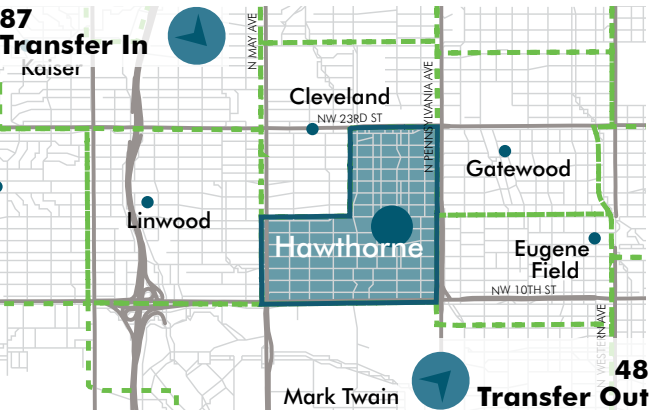 87
Transfer In
Kaiser
N MAY AVE
Cleveland
NW 23RD ST
N PENNSYLVANIA AVE
Gatewood
Linwood
Hawthorne
Eugene
Field
NW 10TH ST
N WESTERN AVE
Mark Twain
48
Transfer Out